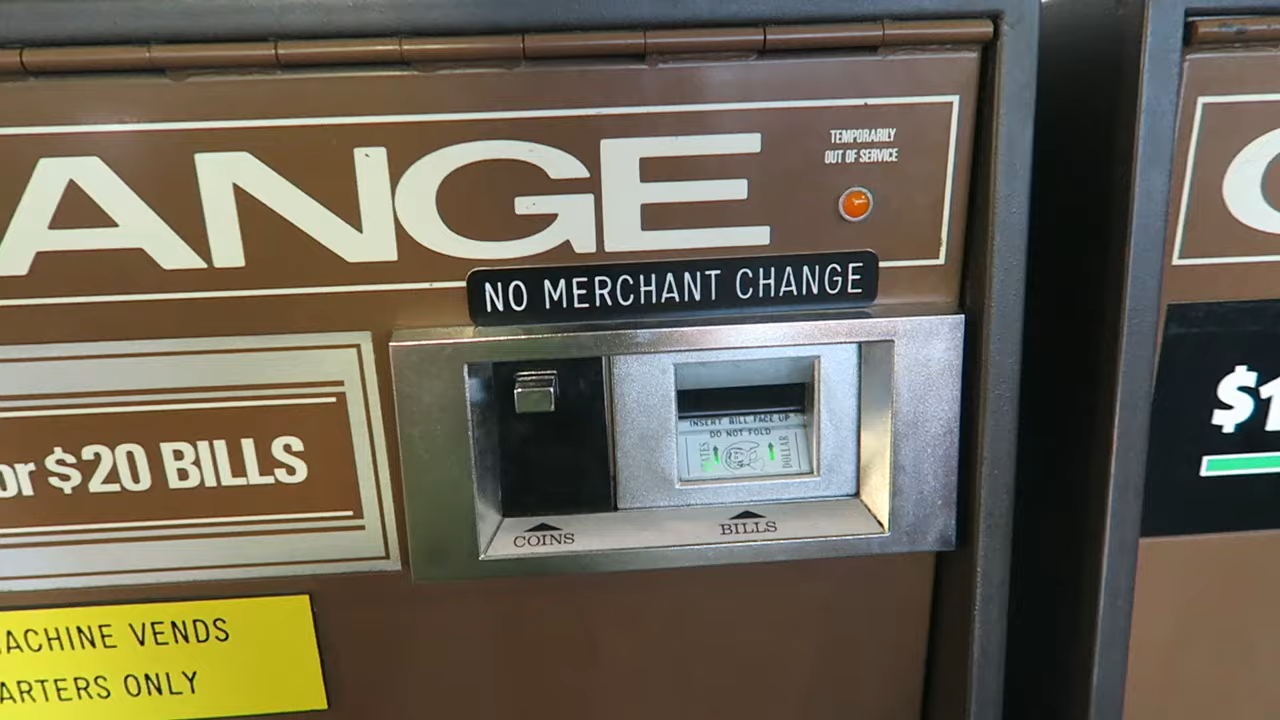 ANGE
TEMPORARILY
OUT OF SERVICE
NO MERCHANT CHANGE
or $20 BILLS
INSERT BILL FACE UP
DO NOT FOLD
DOLLAR
COINS
BILLS
ACHINE VENDS
ARTERS ONLY
$1